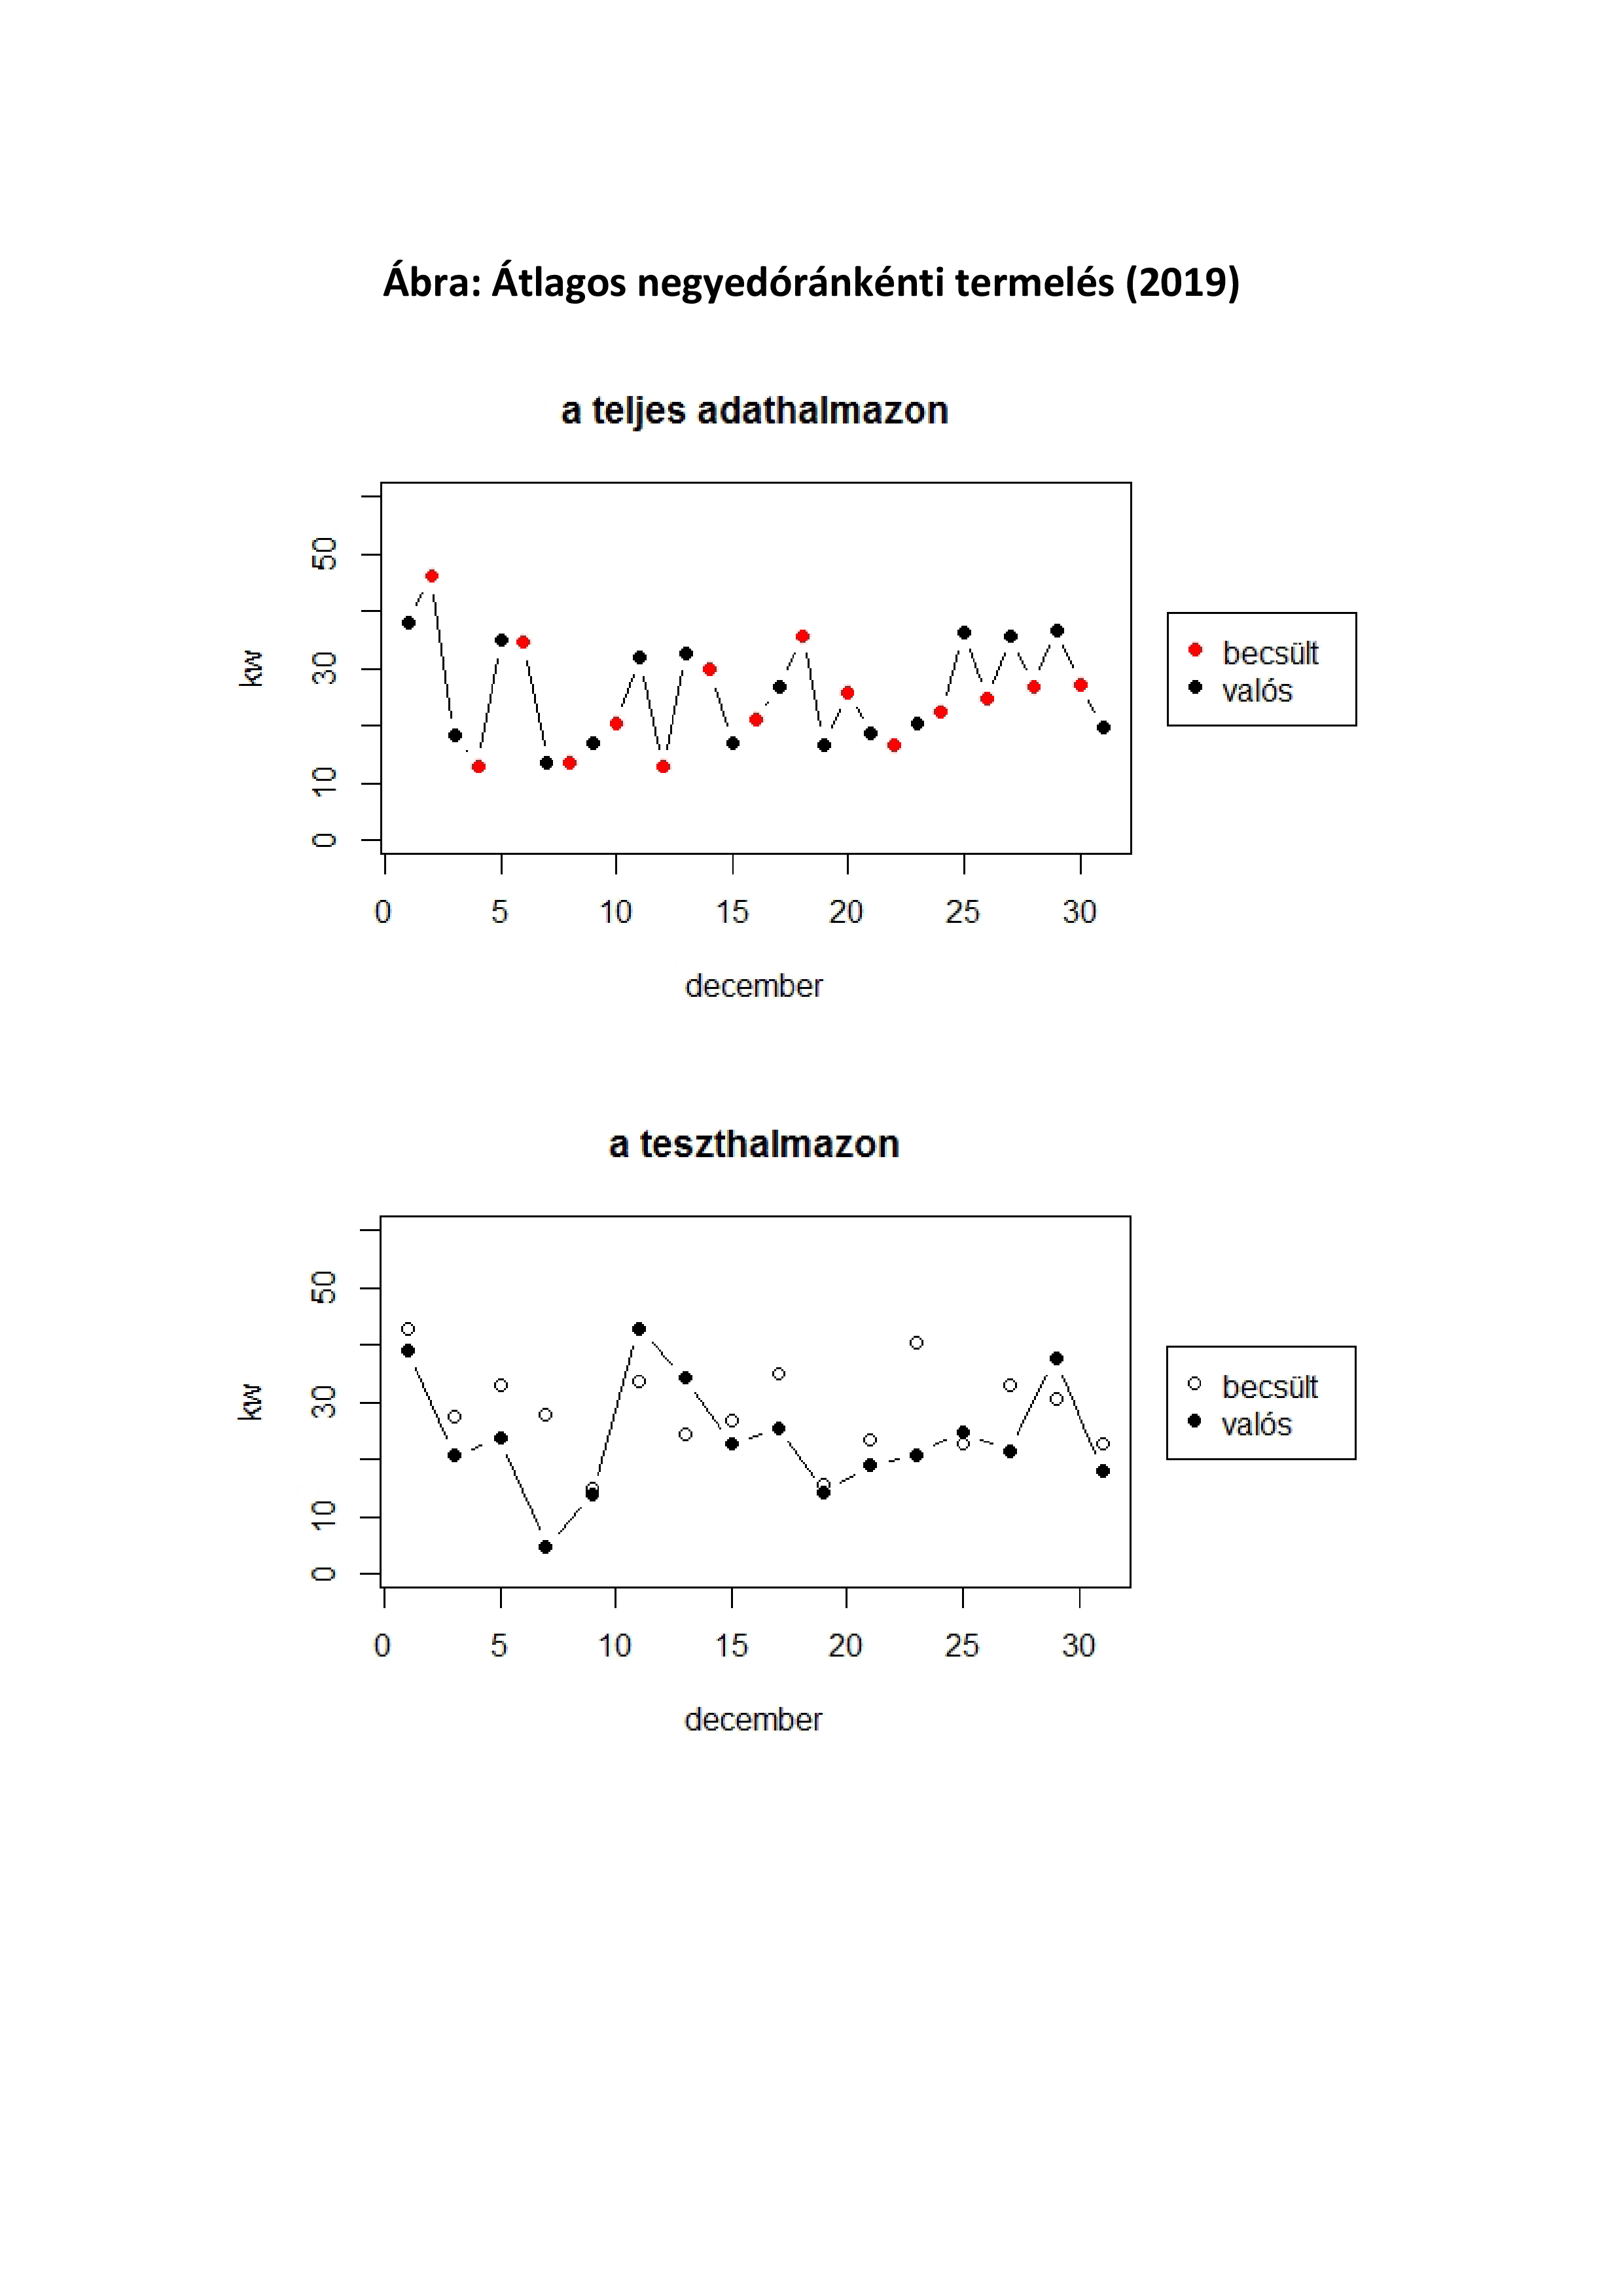 Ábra: Átlagos negyedóránkénti termelés (2019)
a teljes adathalmazon
50
30
10
0
kw
0 5 10 15 20 25 30
december
becsült
valós
a teszthalmazon
50
30
10
0
kw
0 5 10 15 20 25 30
december
becsült
valós